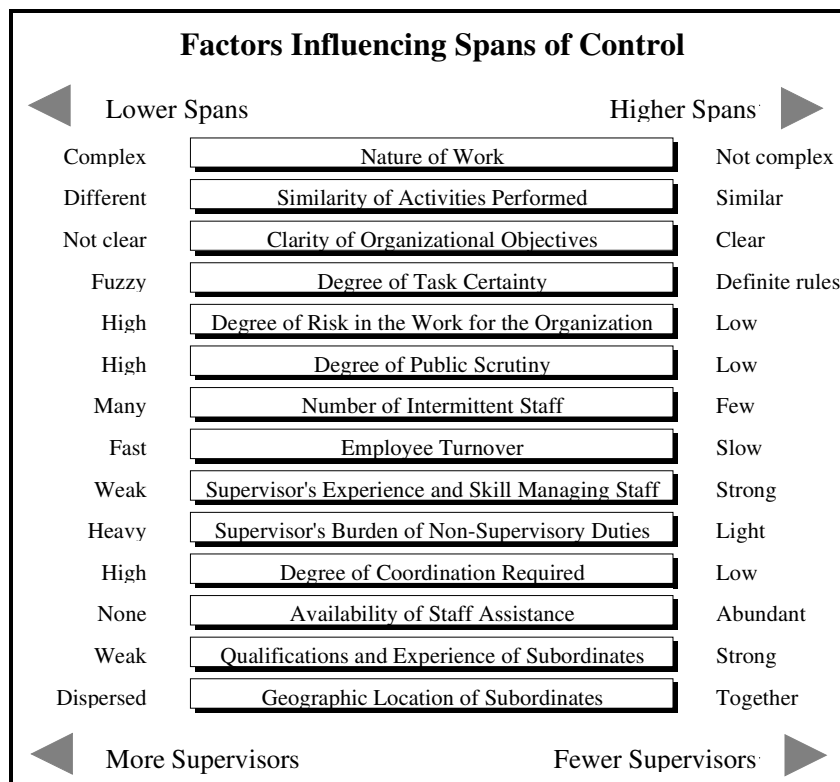 Factors Influencing Spans of Control
Lower Spans Higher Spans
Complex Nature of Work Not complex
Different Similarity of Activities Performed Similar
Not clear Clarity of Organizational Objectives Clear
Fuzzy Degree of Task Certainty Definite rules
High Degree of Risk in the Work for the Organization Low
High Degree of Public Scrutiny Low
Many Number of Intermittent Staff Few
Fast Employee Turnover Slow
Weak Supervisor's Experience and Skill Managing Staff Strong
Heavy Supervisor's Burden of Non-Supervisory Duties Light
High Degree of Coordination Required Low
None Availability of Staff Assistance Abundant
Weak Qualifications and Experience of Subordinates Strong
Dispersed Geographic Location of Subordinates Together
More Supervisors Fewer Supervisors